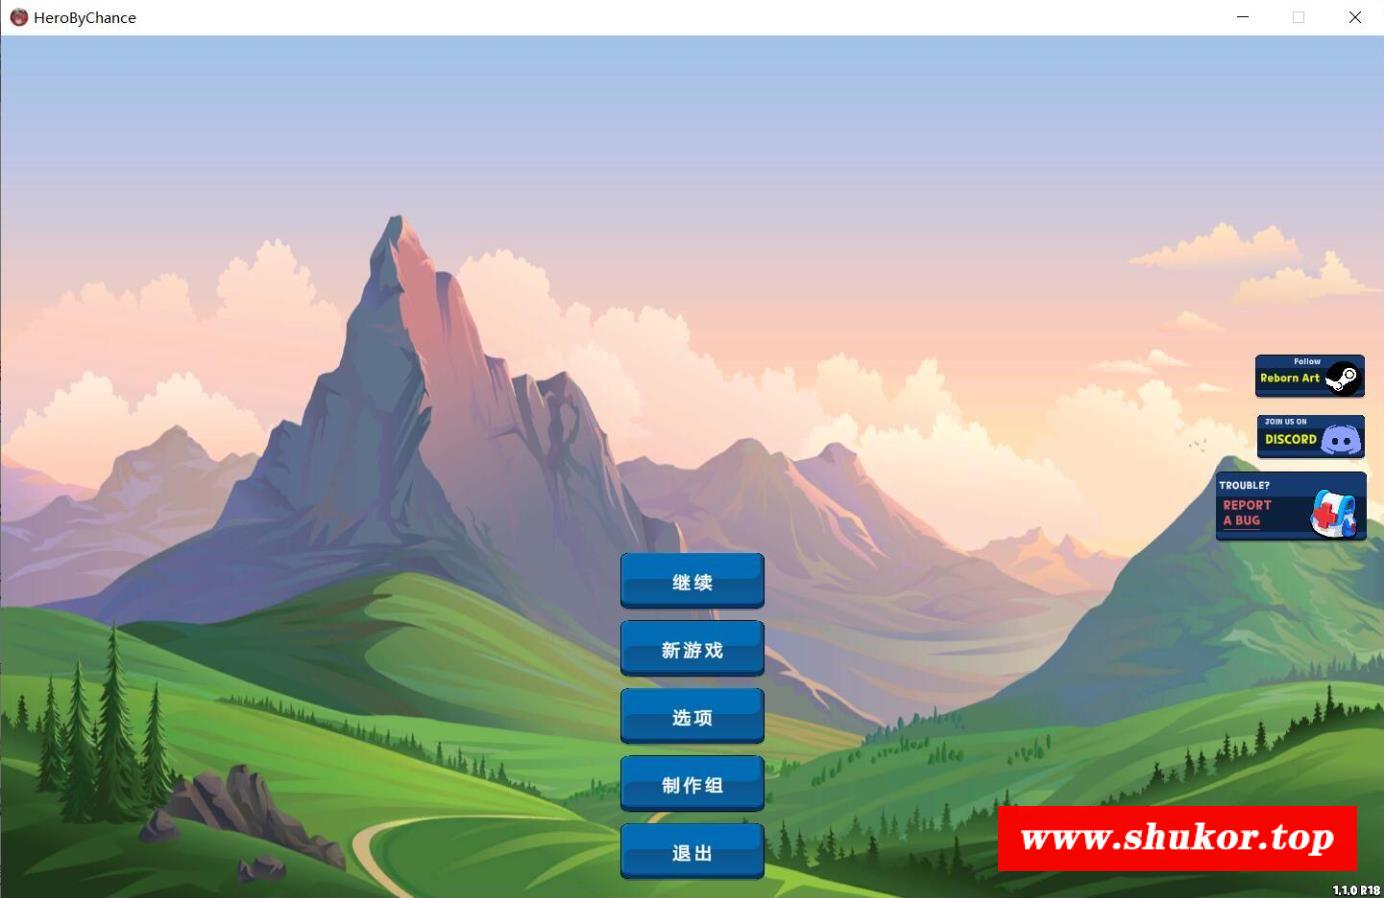 HeroByChance
Follow
Reborn Art
JOIN US ON
DISCORD
TROUBLE?
REPORT
A BUG
继续
新游戏
选项
制作组
退出
www.shukor.top
1.1.0 R18